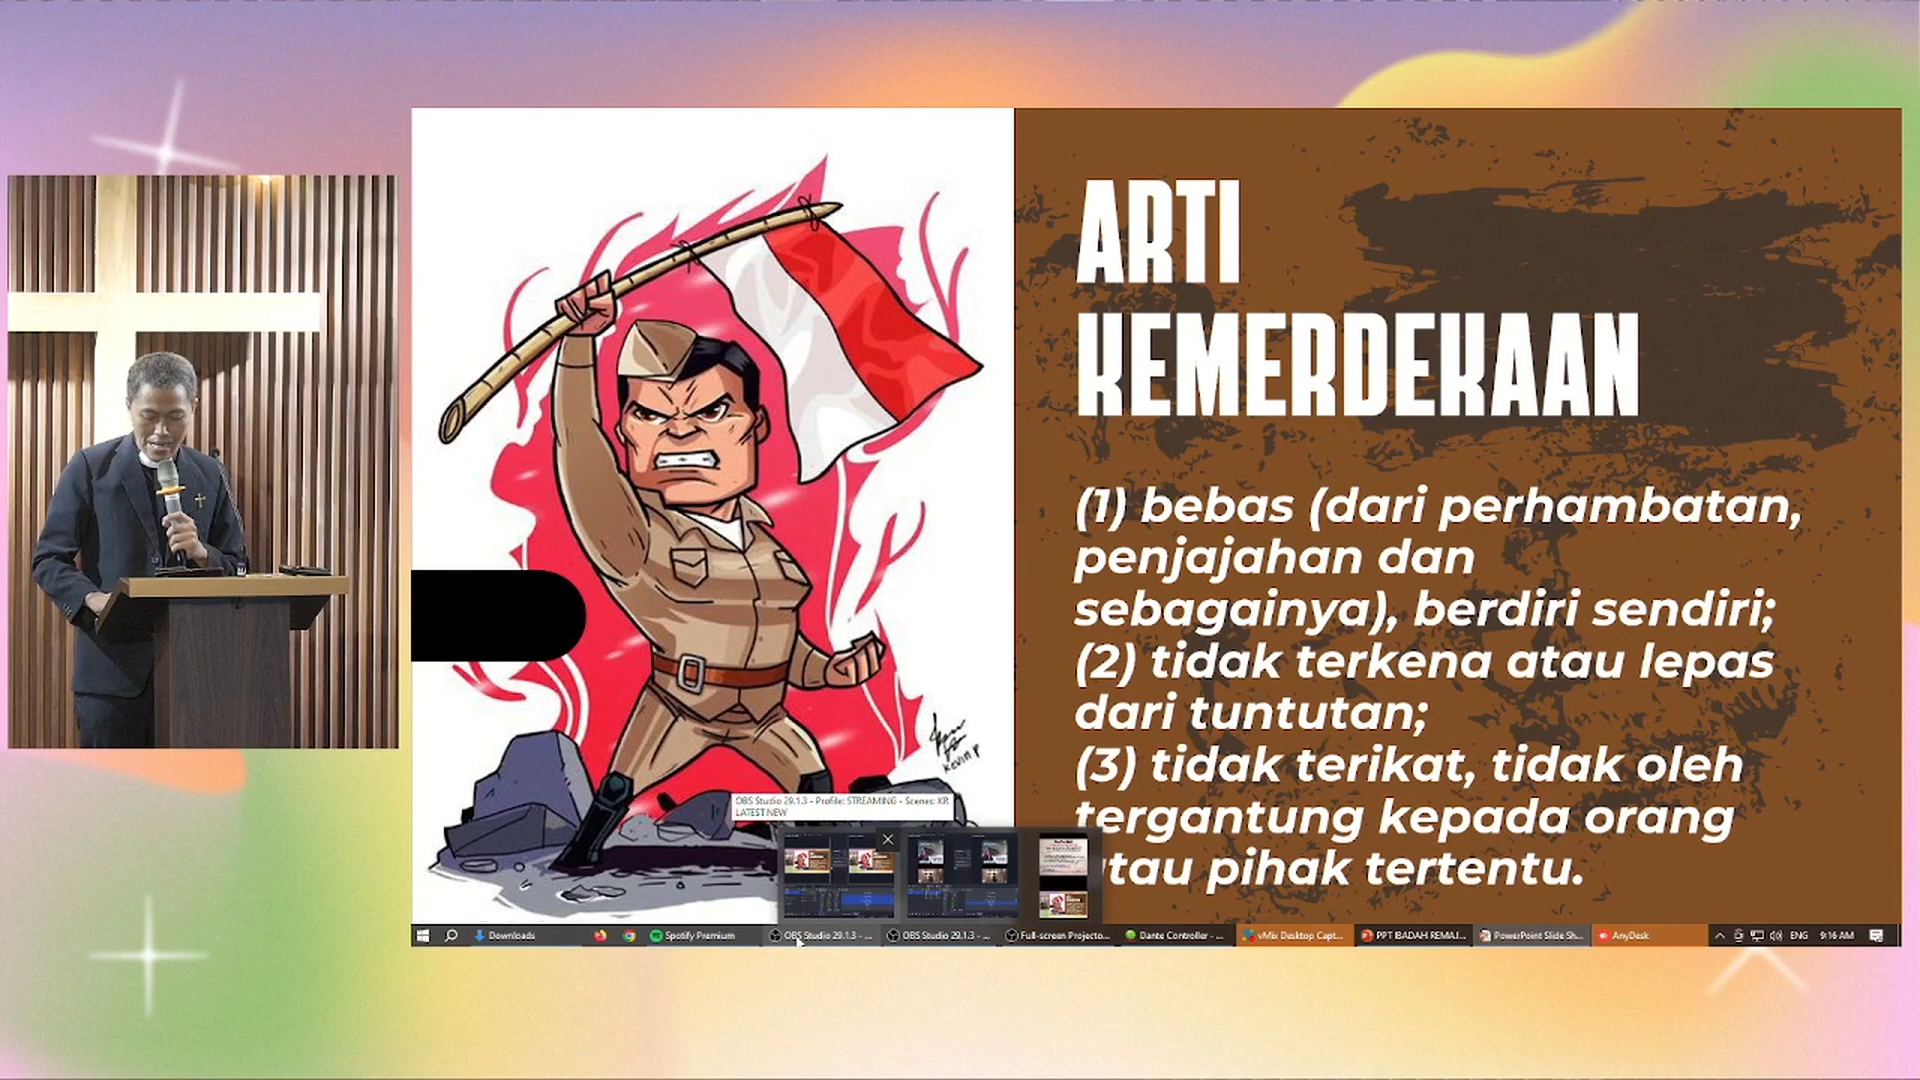 ARTI
KEMERDEKAAN
(1) bebas (dari perhambatan,
penjajahan dan
sebagainya), berdiri sendiri;
(2) tidak terkena atau lepas
dari tuntutan;
(3) tidak terikat, tidak oleh
tergantung kepada orang
tau pihak tertentu.
Kevin P
OBS Studio 29.1.3 - Profile: STREAMING - Scenes: KR
LATEST NEW
Downloads
Spotify Premium
OBS Studio 29.1.3 - ...
OBS Studio 29.1.3 - ...
Full-screen Projecto...
Dante Controller - ...
vMix Desktop Capt...
PPT IBADAH REMAJ...
PowerPoint Slide Sh...
AnyDesk
ENG
9:16 AM